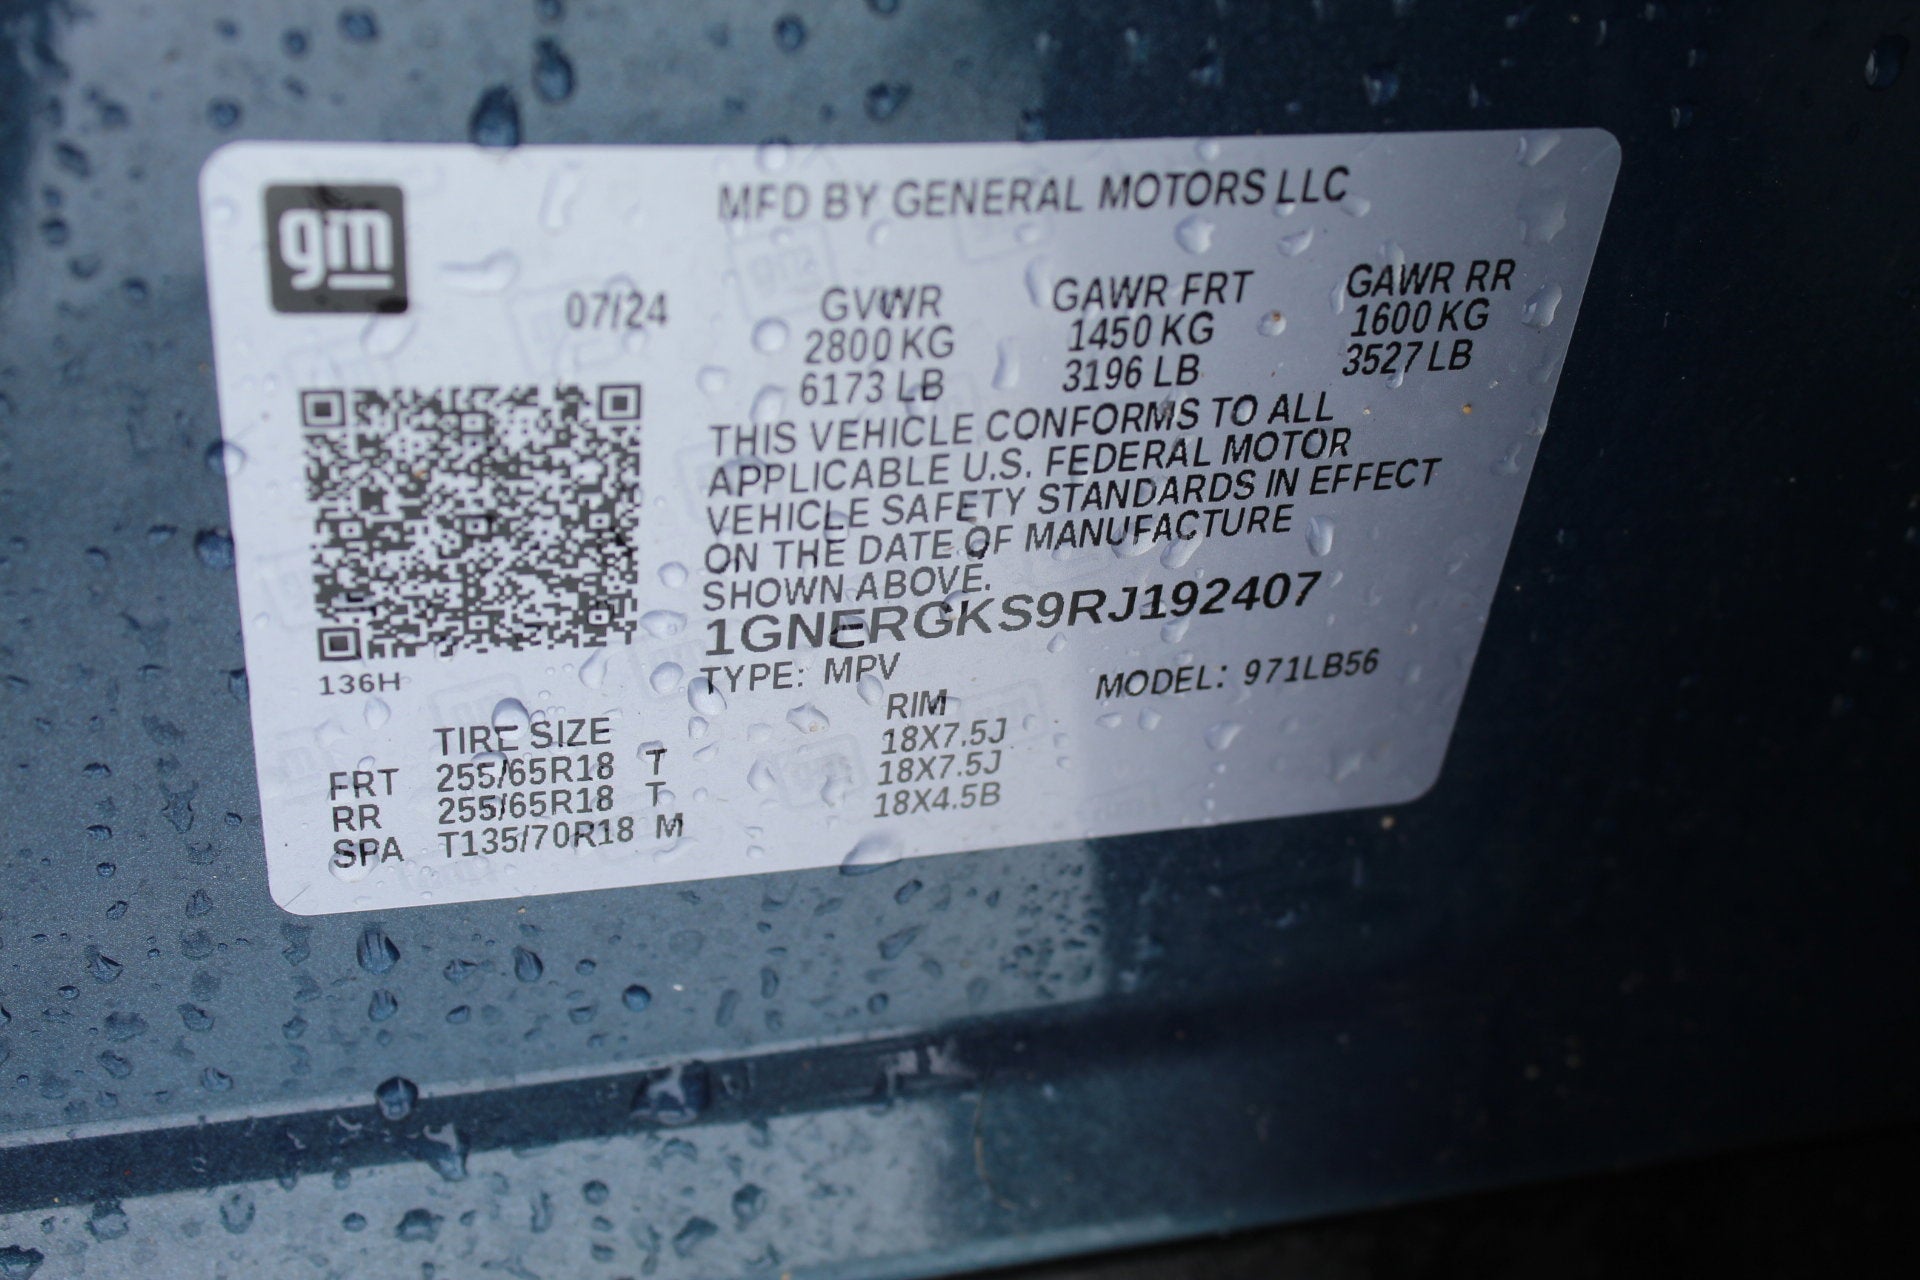 gm
MFD BY GENERAL MOTORS LLC
07/24 GVWR GAWR FRT GAWR RR
2800 KG 1450 KG 1600 KG
6173 LB 3196 LB 3527 LB
THIS VEHICLE CONFORMS TO ALL
APPLICABLE U.S. FEDERAL MOTOR
VEHICLE SAFETY STANDARDS IN EFFECT
ON THE DATE OF MANUFACTURE
SHOWN ABOVE.
1GNERGKS9RJ192407
TYPE: MPV MODEL: 971LB56
136H
TIRE SIZE RIM
FRT 255/65R18 T 18X7.5J
RR 255/65R18 T 18X7.5J
SPA T135/70R18 M 18X4.5B